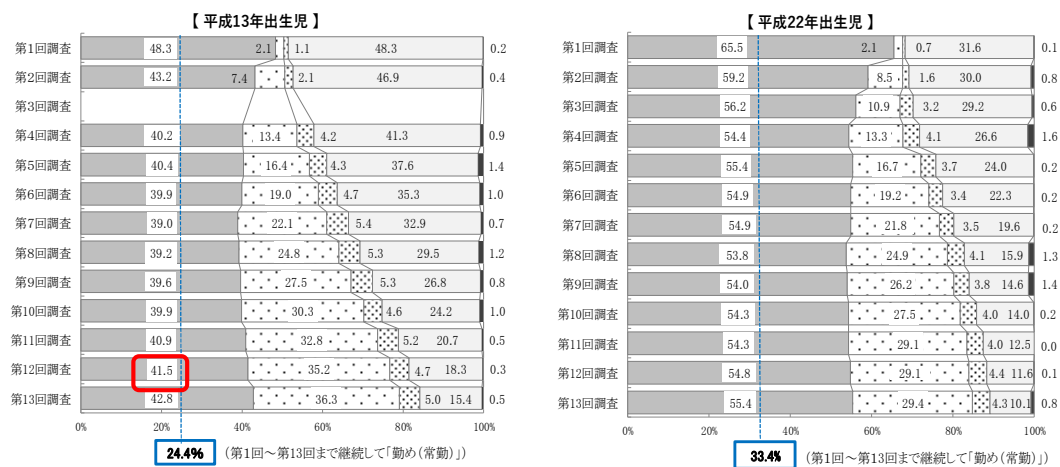 【 平成13年出生児 】
第1回調査 48.3 2.1 1.1 48.3 0.2
第2回調査 43.2 7.4 2.1 46.9 0.4
第3回調査
第4回調査 40.2 13.4 4.2 41.3 0.9
第5回調査 40.4 16.4 4.3 37.6 1.4
第6回調査 39.9 19.0 4.7 35.3 1.0
第7回調査 39.0 22.1 5.4 32.9 0.7
第8回調査 39.2 24.8 5.3 29.5 1.2
第9回調査 39.6 27.5 5.3 26.8 0.8
第10回調査 39.9 30.3 4.6 24.2 1.0
第11回調査 40.9 32.8 5.2 20.7 0.5
第12回調査 41.5 35.2 4.7 18.3 0.3
第13回調査 42.8 36.3 5.0 15.4 0.5
0% 20% 40% 60% 80% 100%
24.4% (第1回～第13回まで継続して「勤め(常勤)」)
【 平成22年出生児 】
第1回調査 65.5 2.1 0.7 31.6 0.1
第2回調査 59.2 8.5 1.6 30.0 0.8
第3回調査 56.2 10.9 3.2 29.2 0.6
第4回調査 54.4 13.3 4.1 26.6 1.6
第5回調査 55.4 16.7 3.7 24.0 0.2
第6回調査 54.9 19.2 3.4 22.3 0.2
第7回調査 54.9 21.8 3.5 19.6 0.2
第8回調査 53.8 24.9 4.1 15.9 1.3
第9回調査 54.0 26.2 3.8 14.6 1.4
第10回調査 54.3 27.5 4.0 14.0 0.2
第11回調査 54.3 29.1 4.0 12.5 0.0
第12回調査 54.8 29.1 4.4 11.6 0.1
第13回調査 55.4 29.4 4.3 10.1 0.8
0% 20% 40% 60% 80% 100%
33.4% (第1回～第13回まで継続して「勤め(常勤)」)